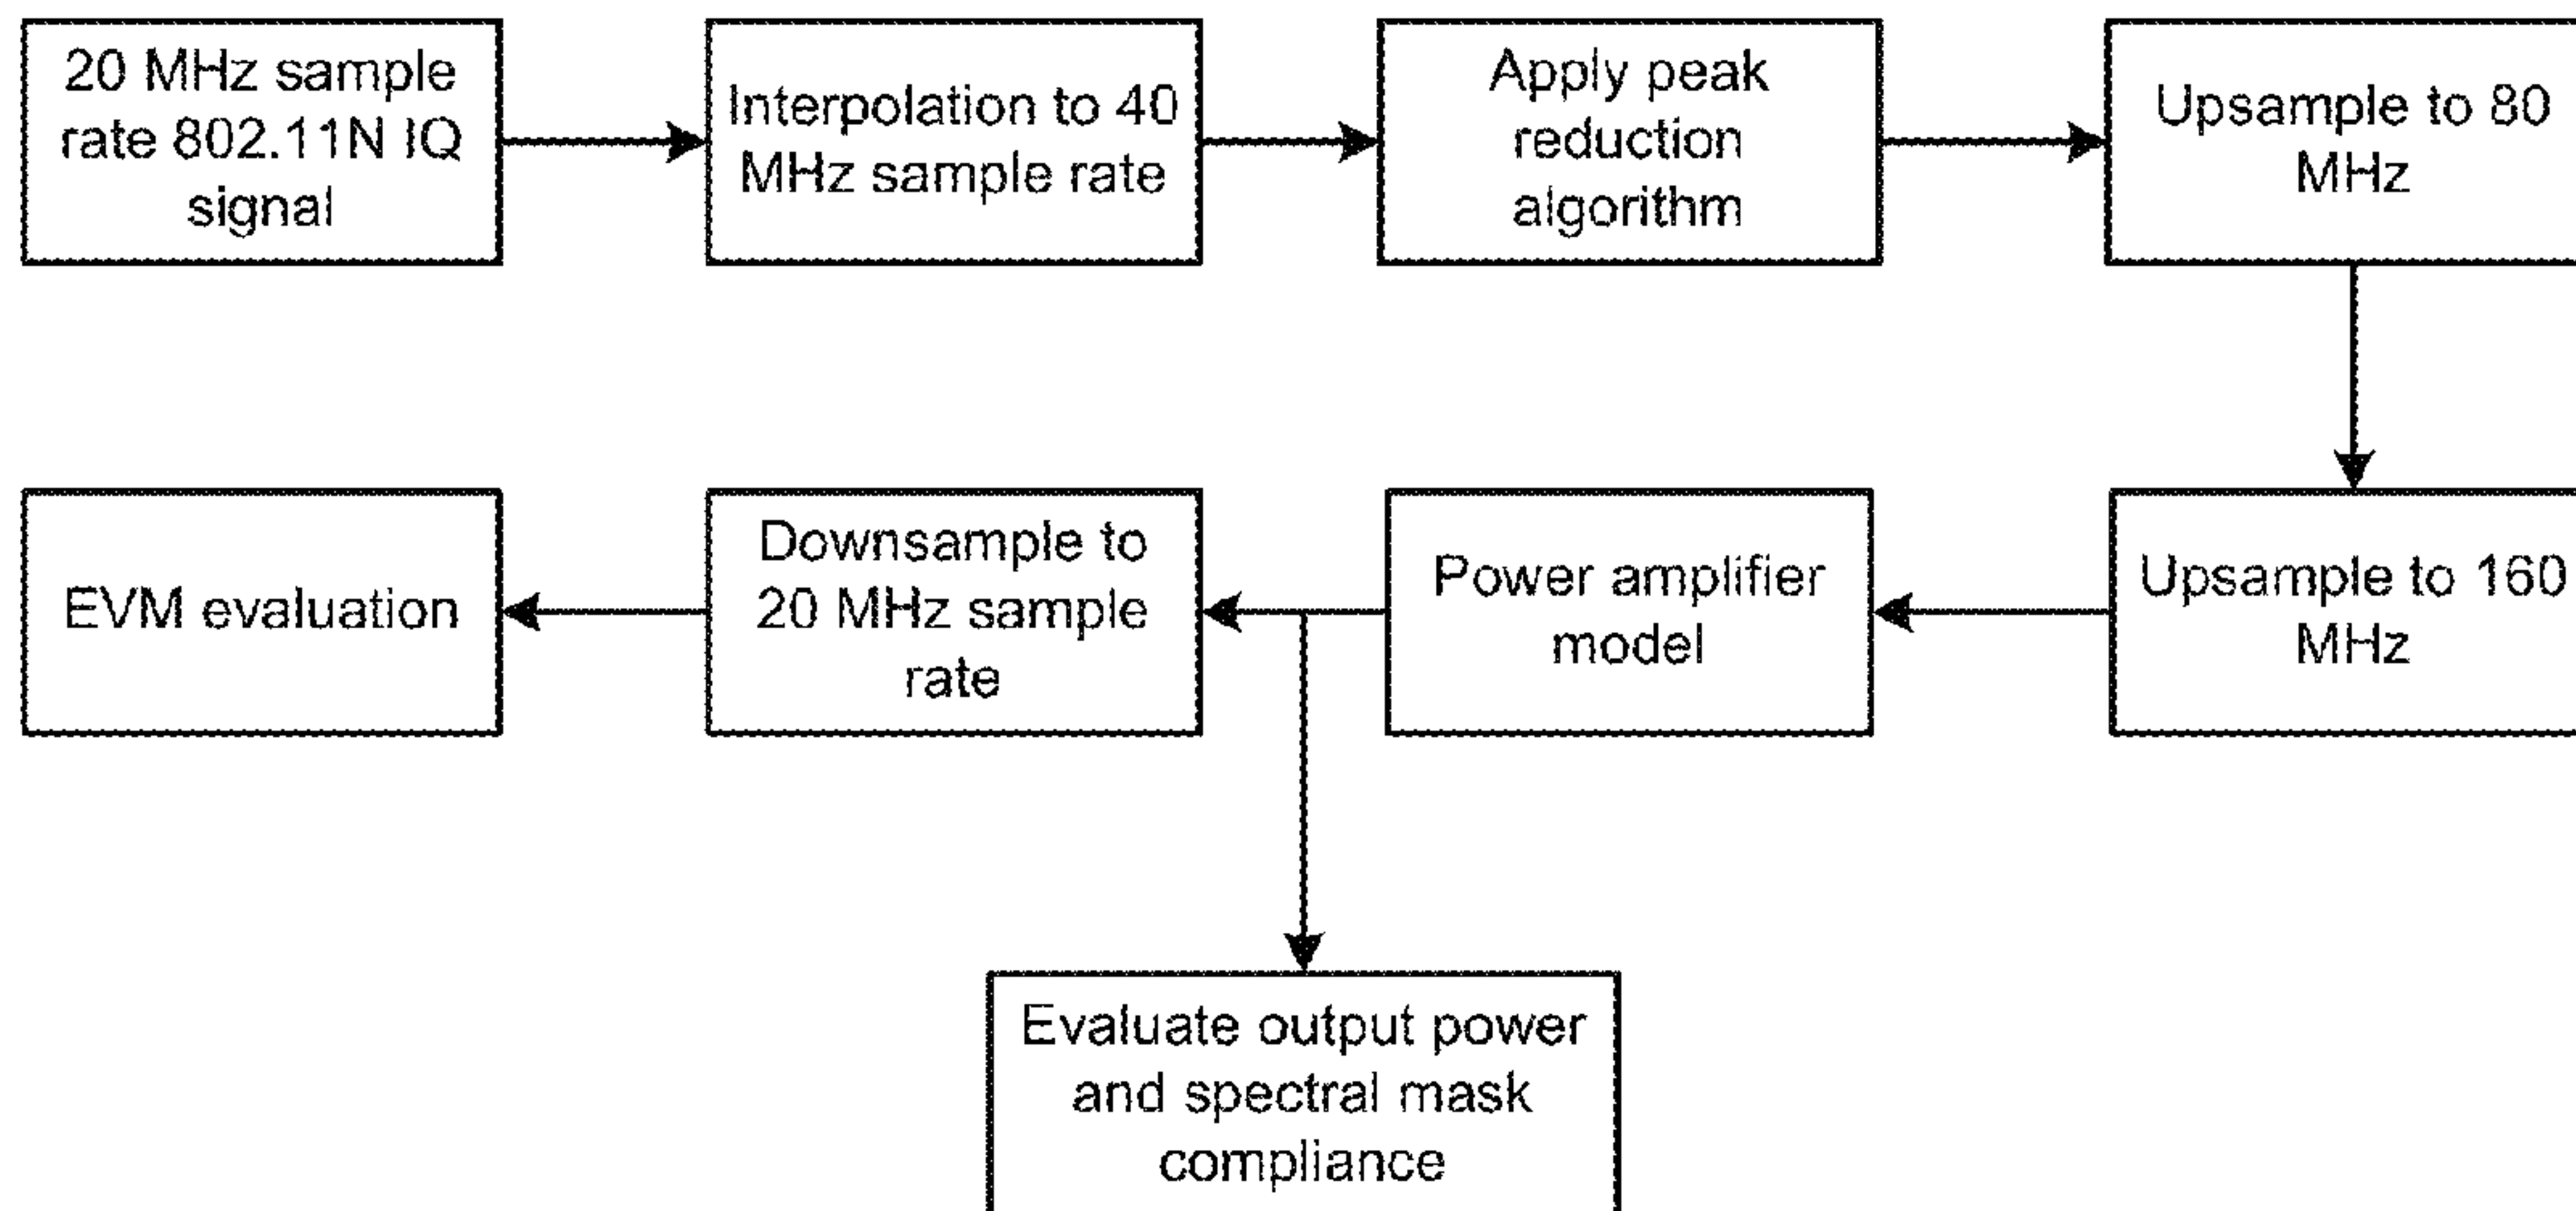 20 MHz sample
rate 802.11N IQ
signal
Interpolation to 40
MHz sample rate
Apply peak
reduction
algorithm
Upsample to 80
MHz
Upsample to 160
MHz
Power amplifier
model
Downsample to
20 MHz sample
rate
EVM evaluation
Evaluate output power
and spectral mask
compliance